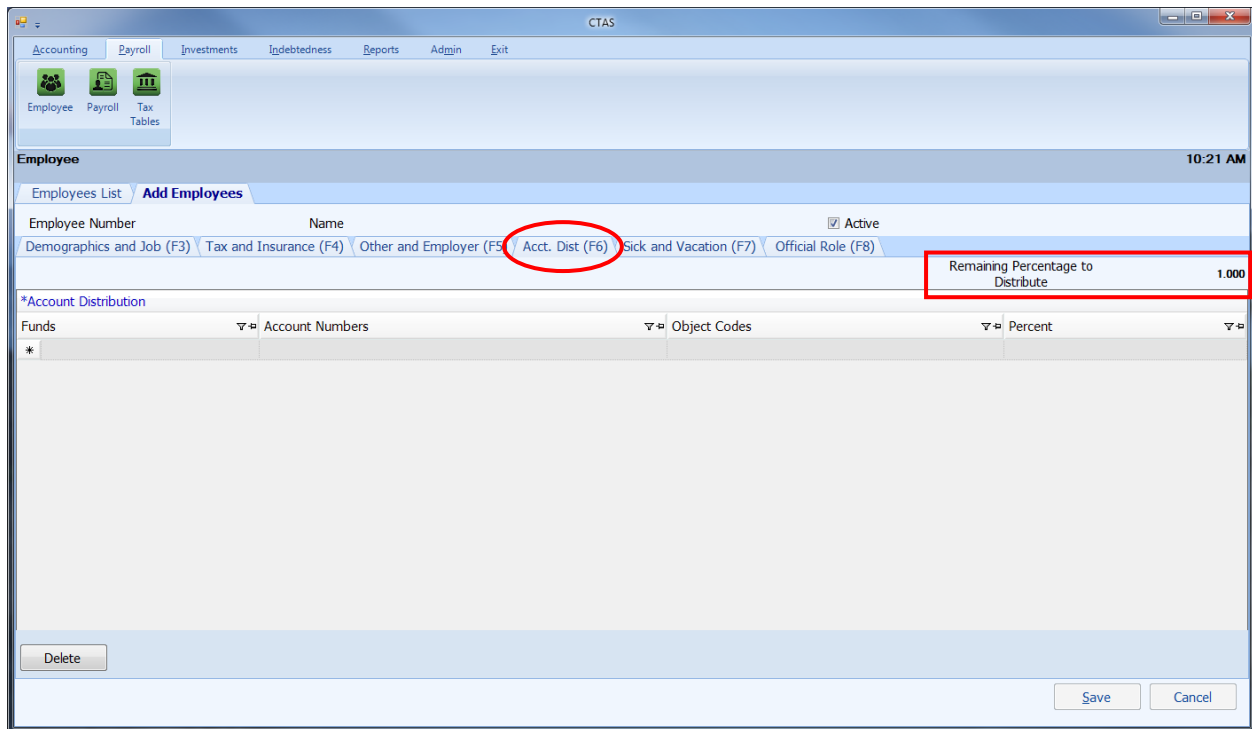 CTAS
Accounting Payroll Investments Indebtedness Reports Admin Exit
Employee Payroll Tax
Tables
Employee 10:21 AM
Employees List Add Employees
Employee Number Name Active
Demographics and Job (F3) Tax and Insurance (F4) Other and Employer (F5) Acct. Dist (F6) Sick and Vacation (F7) Official Role (F8)
Remaining Percentage to
Distribute 1.000
*Account Distribution
Funds Account Numbers Object Codes Percent
*
Delete
Save Cancel